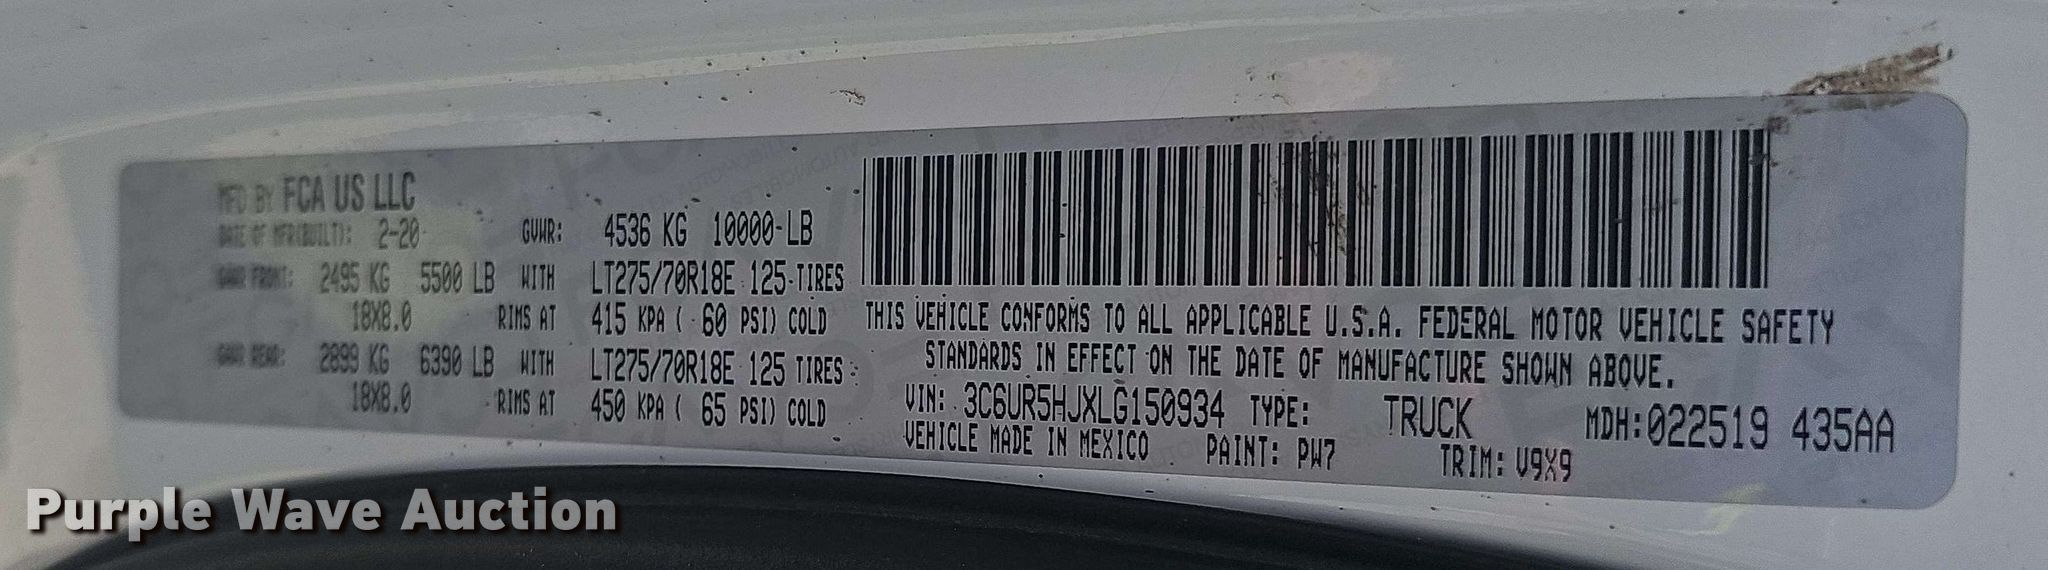 MFD BY FCA US LLC
DATE OF MFR(BUILT): 2-20
GVWR: 4536 KG 10000-LB
GAWR FRONT: 2495 KG 5500 LB WITH LT275/70R18E 125-TIRES
18X8.0 RIMS AT 415 KPA ( 60 PSI) COLD
GAWR REAR: 2899 KG 6390 LB WITH LT275/70R18E 125 TIRES
18X8.0 RIMS AT 450 KPA ( 65 PSI) COLD
THIS VEHICLE CONFORMS TO ALL APPLICABLE U.S.A. FEDERAL MOTOR VEHICLE SAFETY
STANDARDS IN EFFECT ON THE DATE OF MANUFACTURE SHOWN ABOVE.
VIN: 3C6UR5HJXLG150934 TYPE: TRUCK MDH:022519 435AA
VEHICLE MADE IN MEXICO PAINT: PW7 TRIM: V9X9
Purple Wave Auction